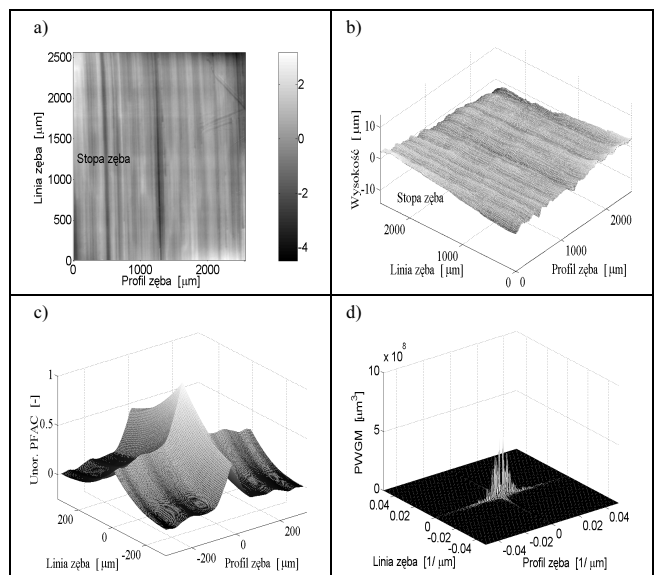 a)
2500
2000
1500
1000
500
0
Linia zęba [μm]
Stopa zęba
0 1000 2000
Profil zęba [μm]
2
0
-2
-4
b)
10
0
-10
Wysokość [μm]
Stopa zęba
2000
1000
0
Linia zęba [μm]
0
1000
2000
Profil zęba [μm]
c)
1
0.5
0
Unor. PFAC [-]
200
0
-200
Linia zęba [μm]
-200
0
200
Profil zęba [μm]
d)
x 10 8
10
5
0
PWGM [μm3]
0.04
0.02
0
-0.02
-0.04
Linia zęba [1/ μm]
-0.04
-0.02
0
0.02
0.04
Profil zęba [1/ μm]